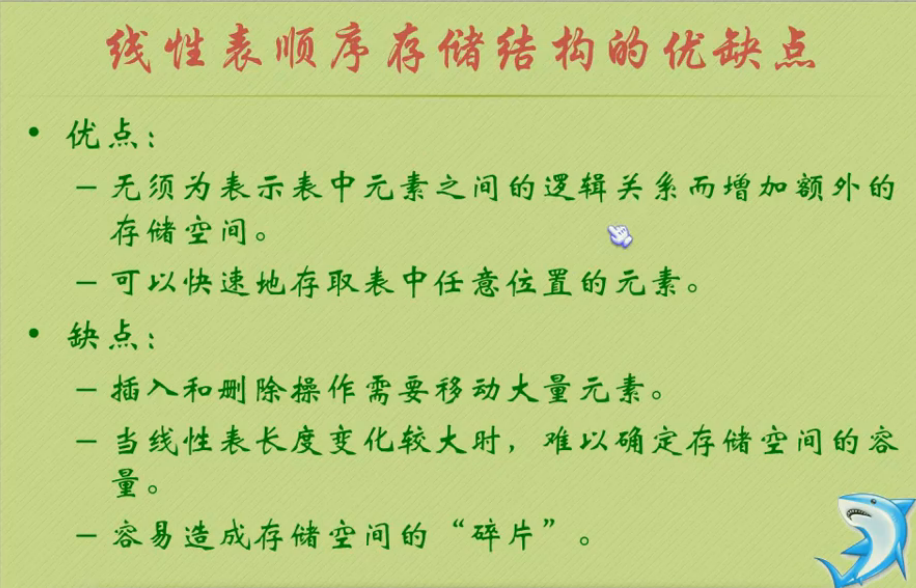 线性表顺序存储结构的优缺点
• 优点：
– 无须为表示表中元素之间的逻辑关系而增加额外的
存储空间。
– 可以快速地存取表中任意位置的元素。
• 缺点：
– 插入和删除操作需要移动大量元素。
– 当线性表长度变化较大时，难以确定存储空间的容
量。
– 容易造成存储空间的“碎片”。